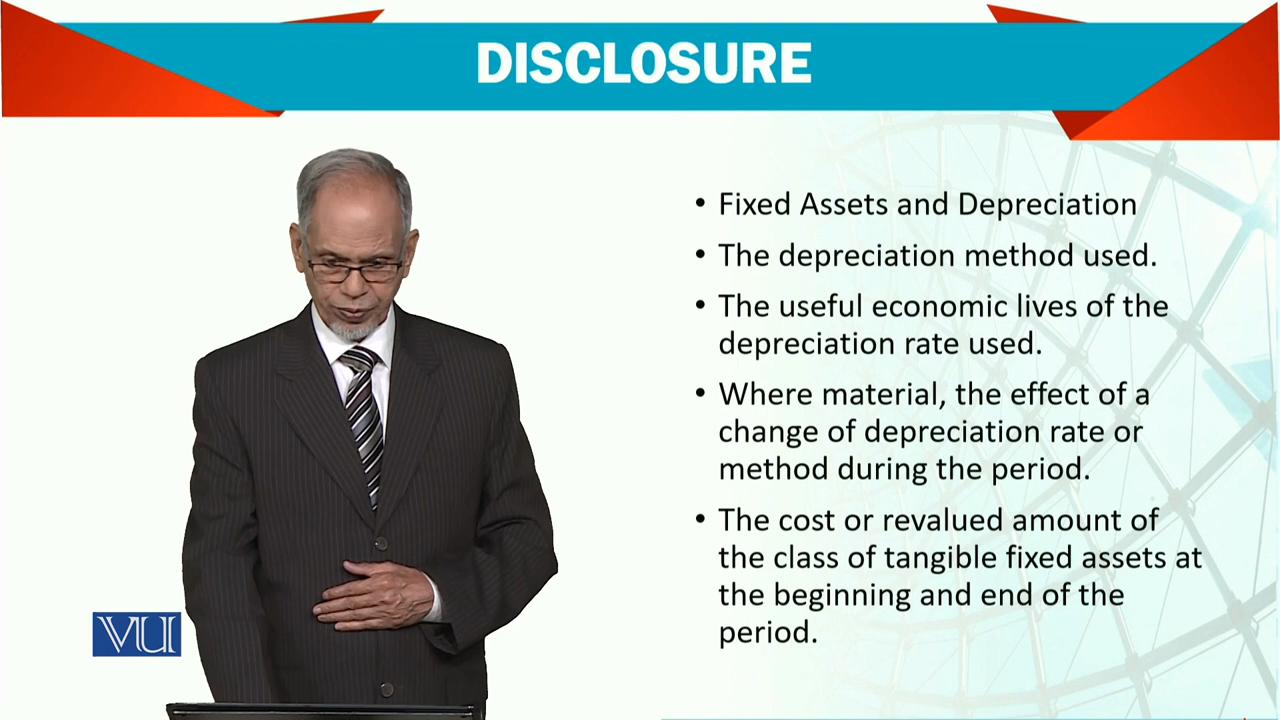 DISCLOSURE
• Fixed Assets and Depreciation
• The depreciation method used.
• The useful economic lives of the
depreciation rate used.
• Where material, the effect of a
change of depreciation rate or
method during the period.
• The cost or revalued amount of
the class of tangible fixed assets at
the beginning and end of the
period.
VU